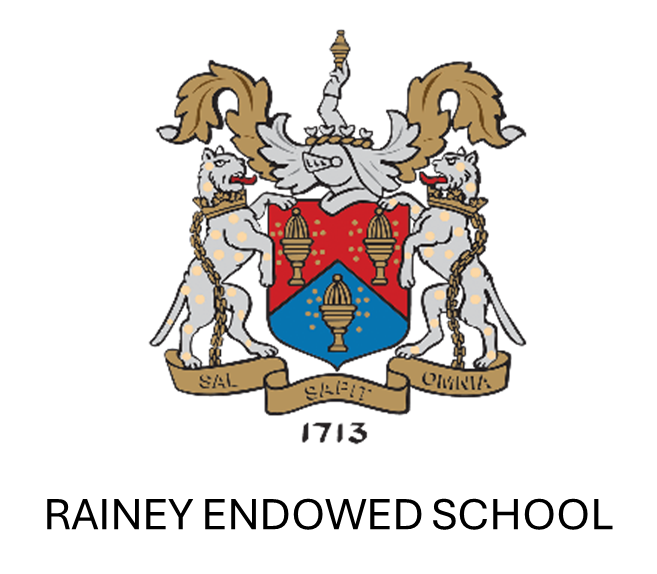 SAL SAPIT OMNIA
1713
RAINEY ENDOWED SCHOOL